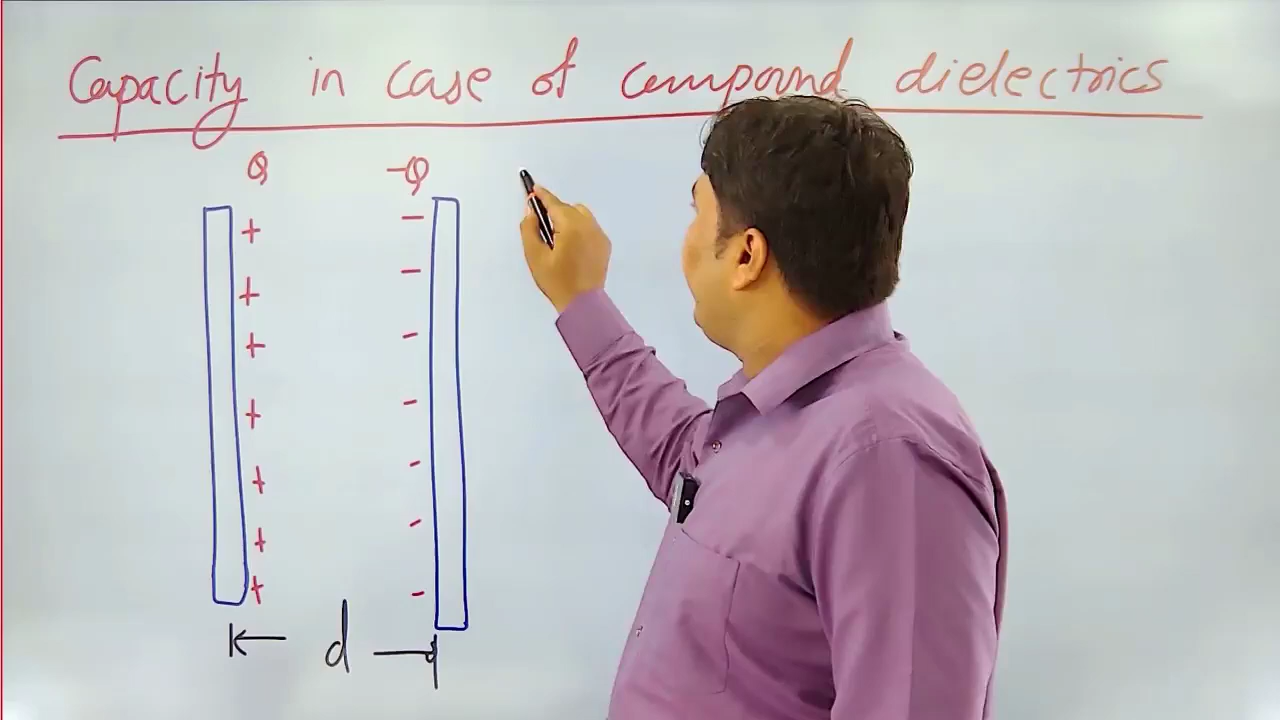 Capacity in case of compound dielectrics
Q -Q
+ -
+ -
+ -
+ -
+ -
+ -
+ -
d